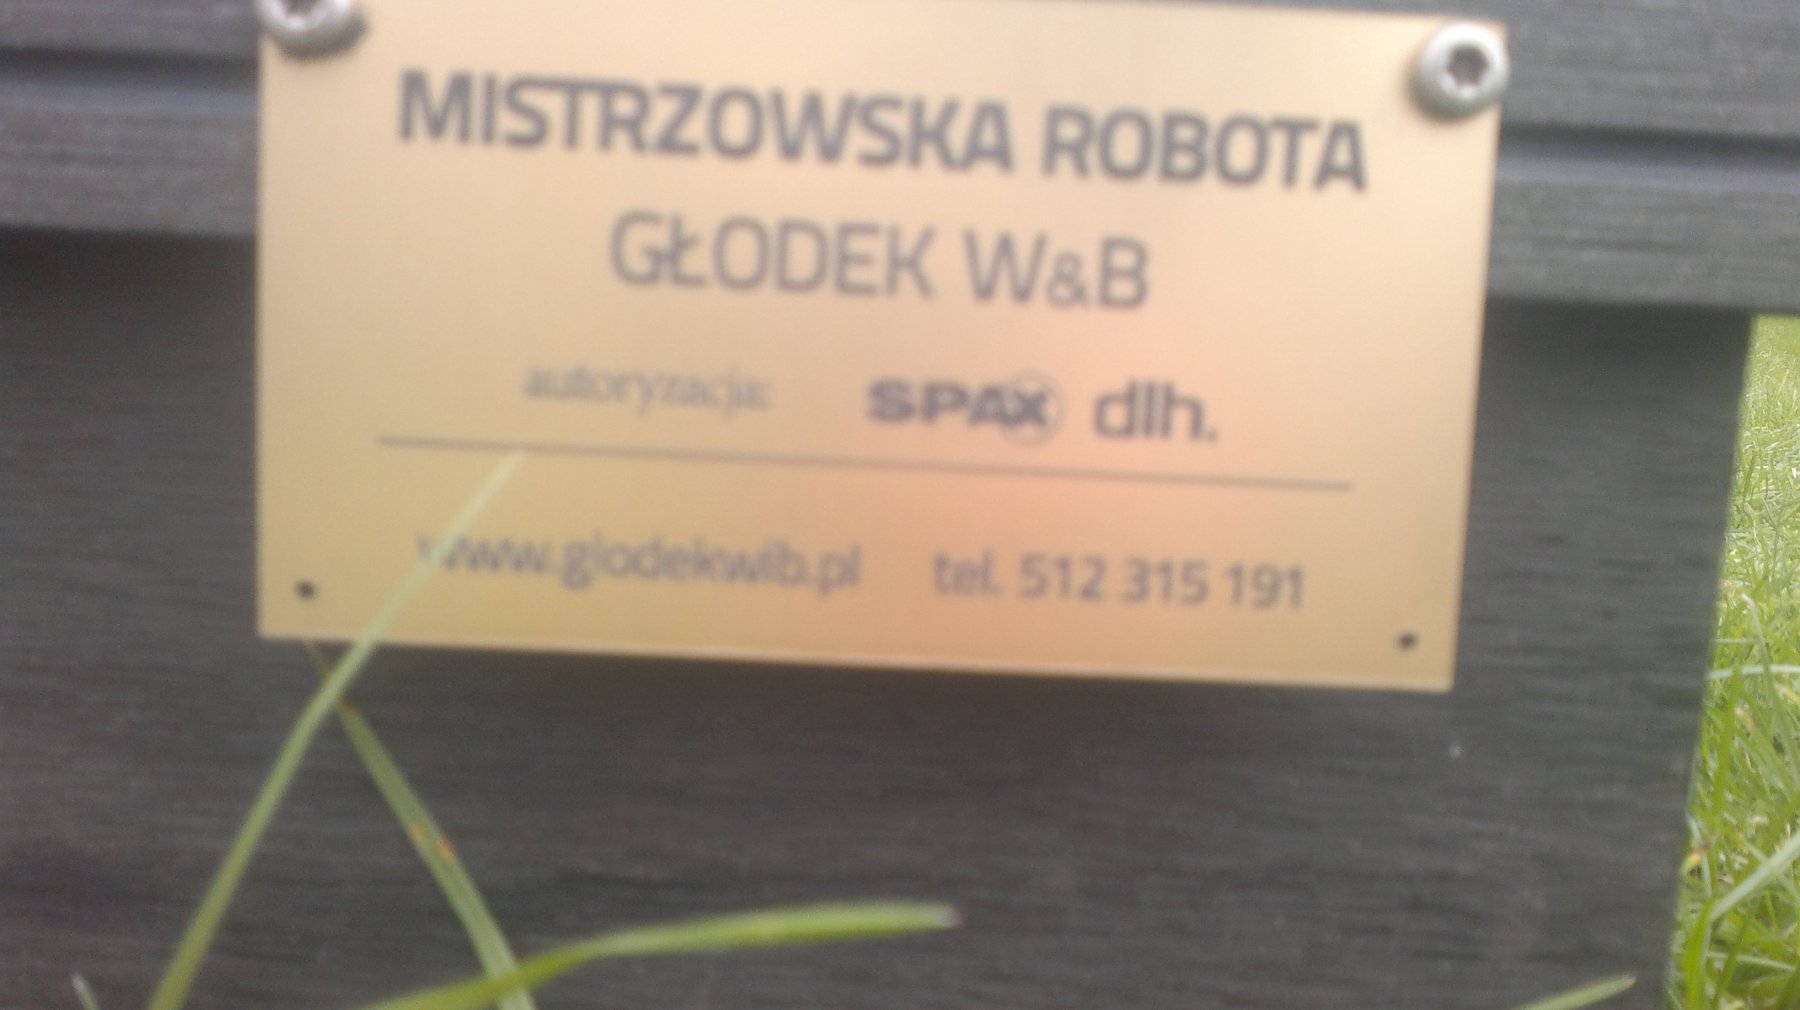 MISTRZOWSKA ROBOTA
GŁODEK W&B
autoryzacja: SPAX dlh.
www.glodekwib.pl tel. 512 315 191